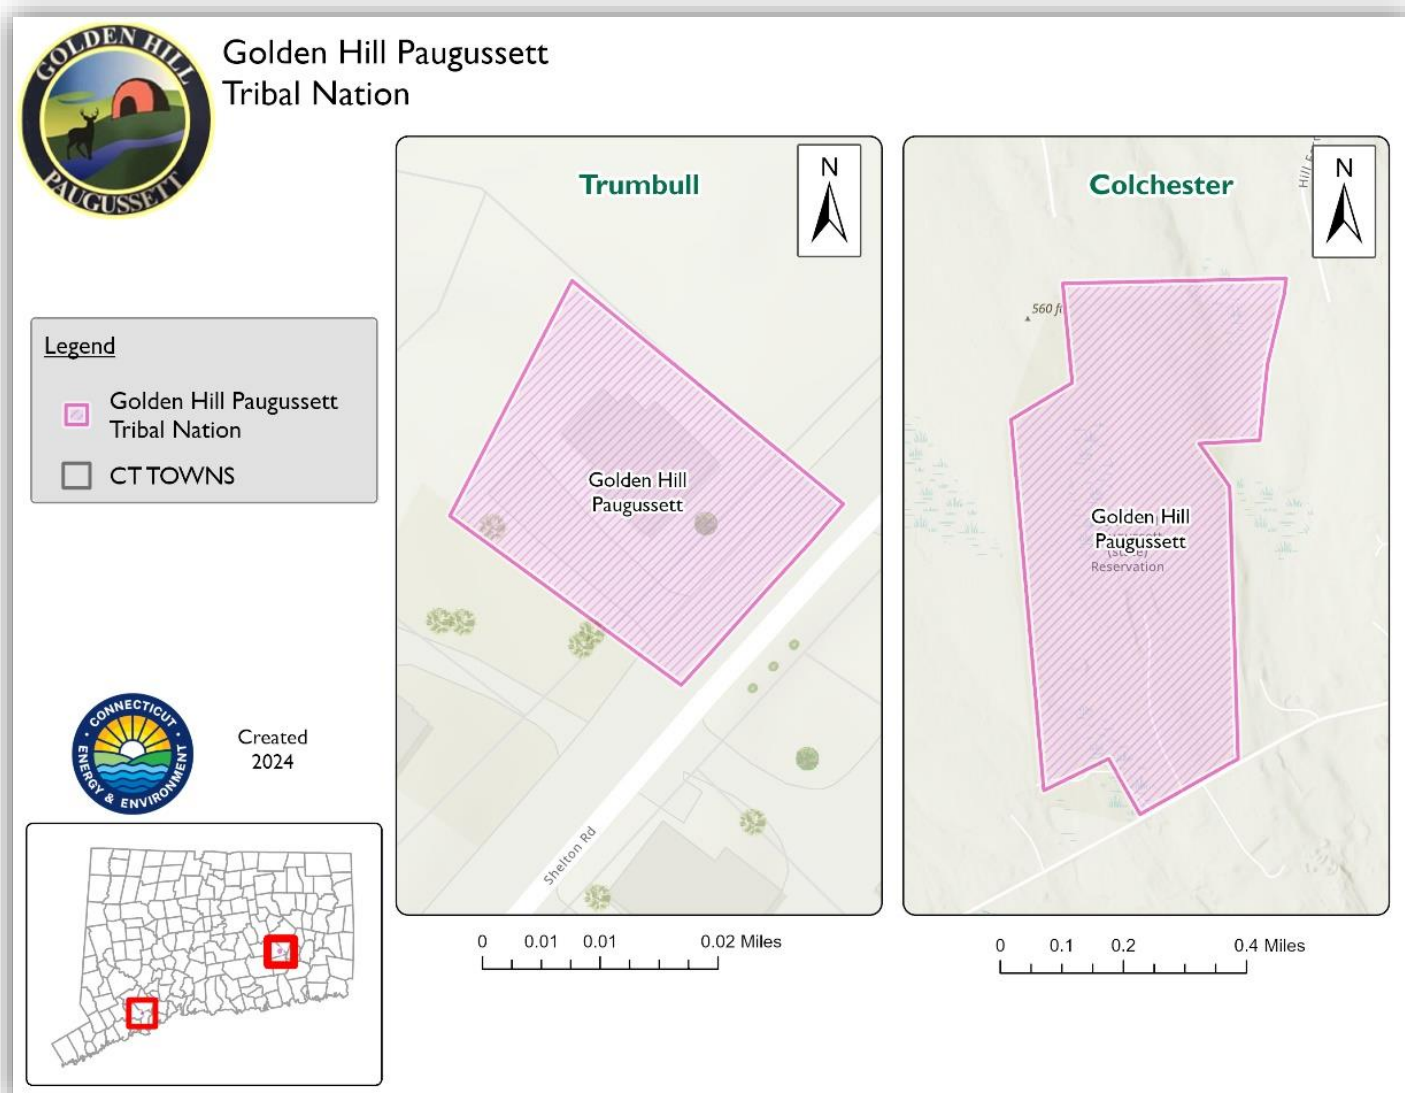 GOLDEN HILL
PAUGUSSETT
Golden Hill Paugussett
Tribal Nation
Legend
Golden Hill Paugussett
Tribal Nation
CT TOWNS
CONNECTICUT
ENERGY & ENVIRONMENT
Created
2024
Trumbull
N
Golden Hill
Paugussett
Shelton Rd
0 0.01 0.01 0.02 Miles
Colchester
N
Hill
560 ft
Golden Hill
Paugussett
Reservation
0 0.1 0.2 0.4 Miles